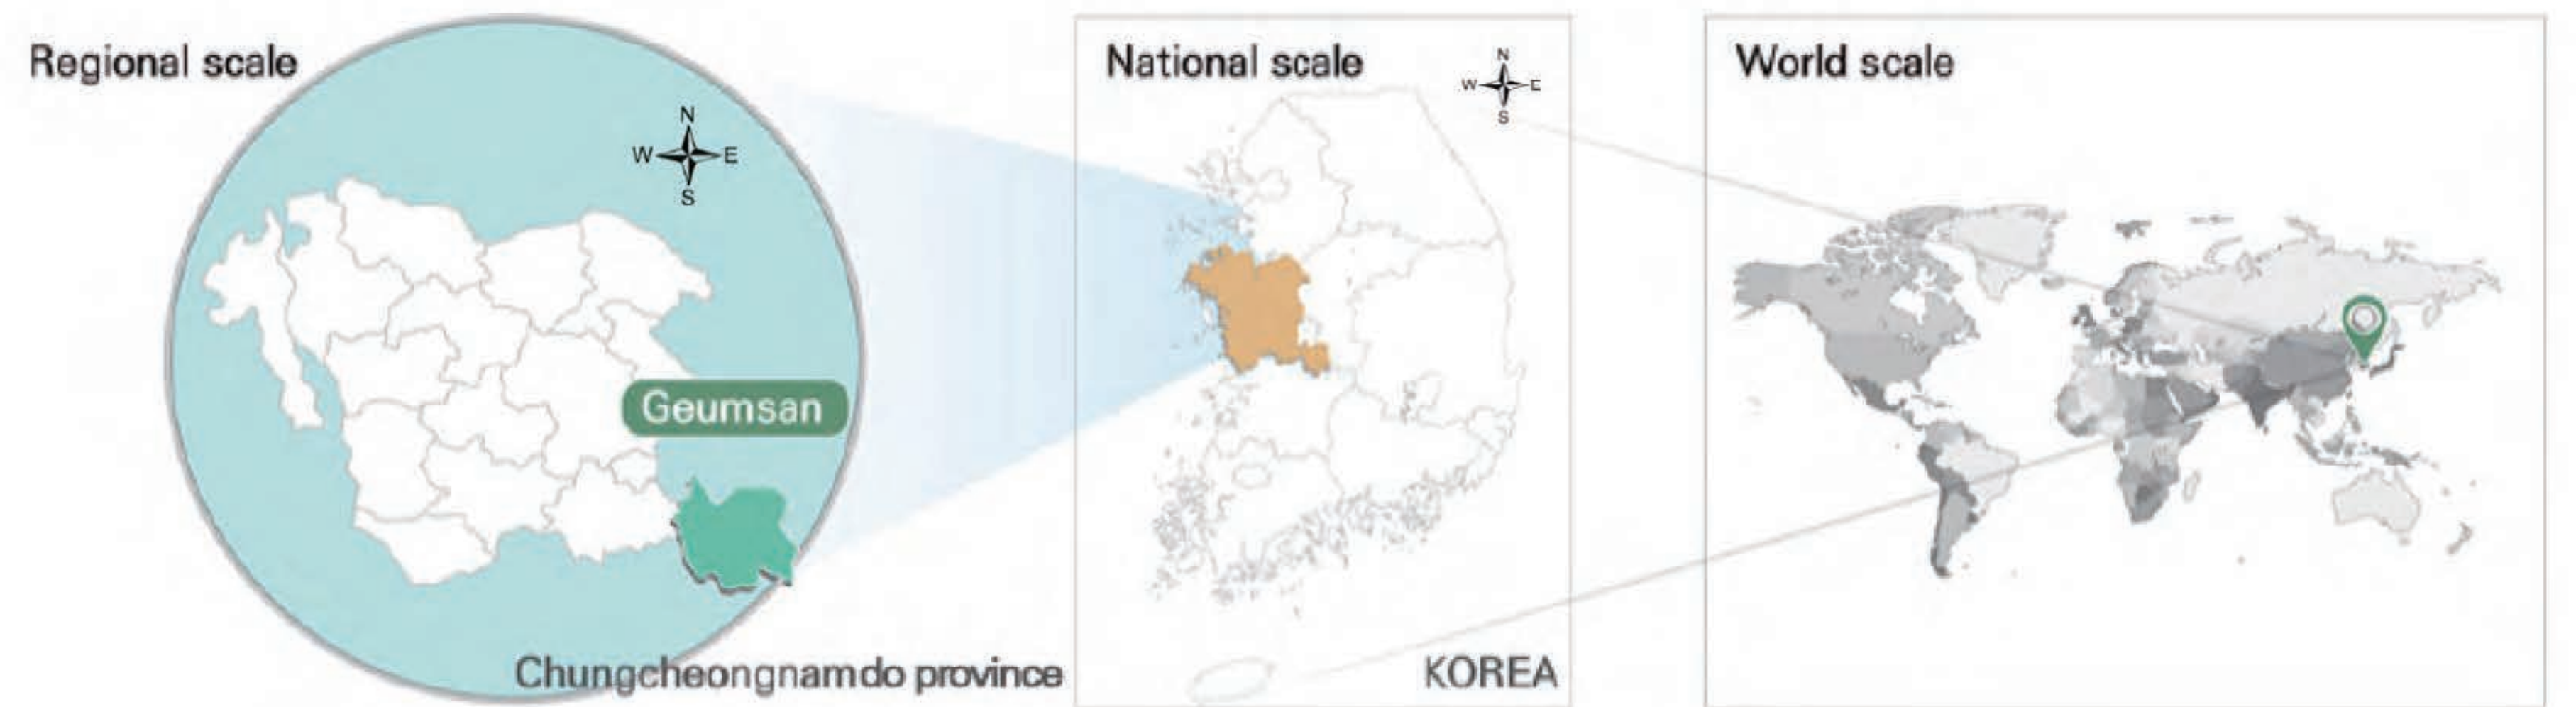 Regional scale
N
W E
S
Geumsan
Chungcheongnamdo province
National scale
N
W E
S
KOREA
World scale